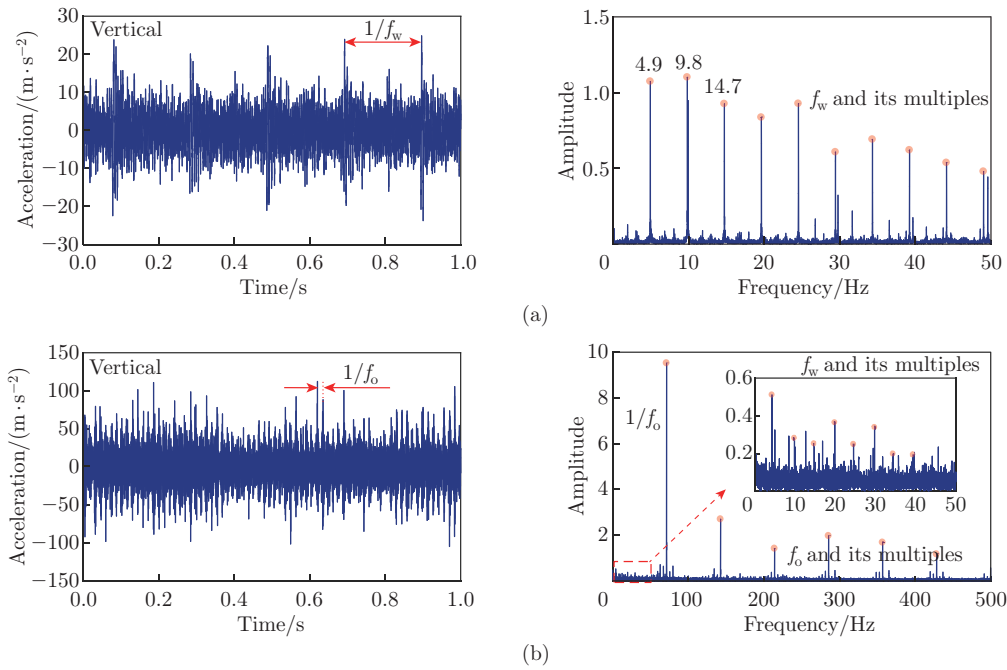 Vertical
1/f_w
Acceleration/(m·s⁻²)
30
20
10
0
−10
−20
−30
0.0 0.2 0.4 0.6 0.8 1.0
Time/s
4.9
9.8
14.7
f_w and its multiples
Amplitude
1.5
1.0
0.5
0 10 20 30 40 50
Frequency/Hz
(a)
Vertical
1/f_o
Acceleration/(m·s⁻²)
150
100
50
0
−50
−100
−150
0.0 0.2 0.4 0.6 0.8 1.0
Time/s
f_w and its multiples
1/f_o
0.6
0.4
0.2
0 10 20 30 40 50
f_o and its multiples
Amplitude
10
8
6
4
2
0 100 200 300 400 500
Frequency/Hz
(b)